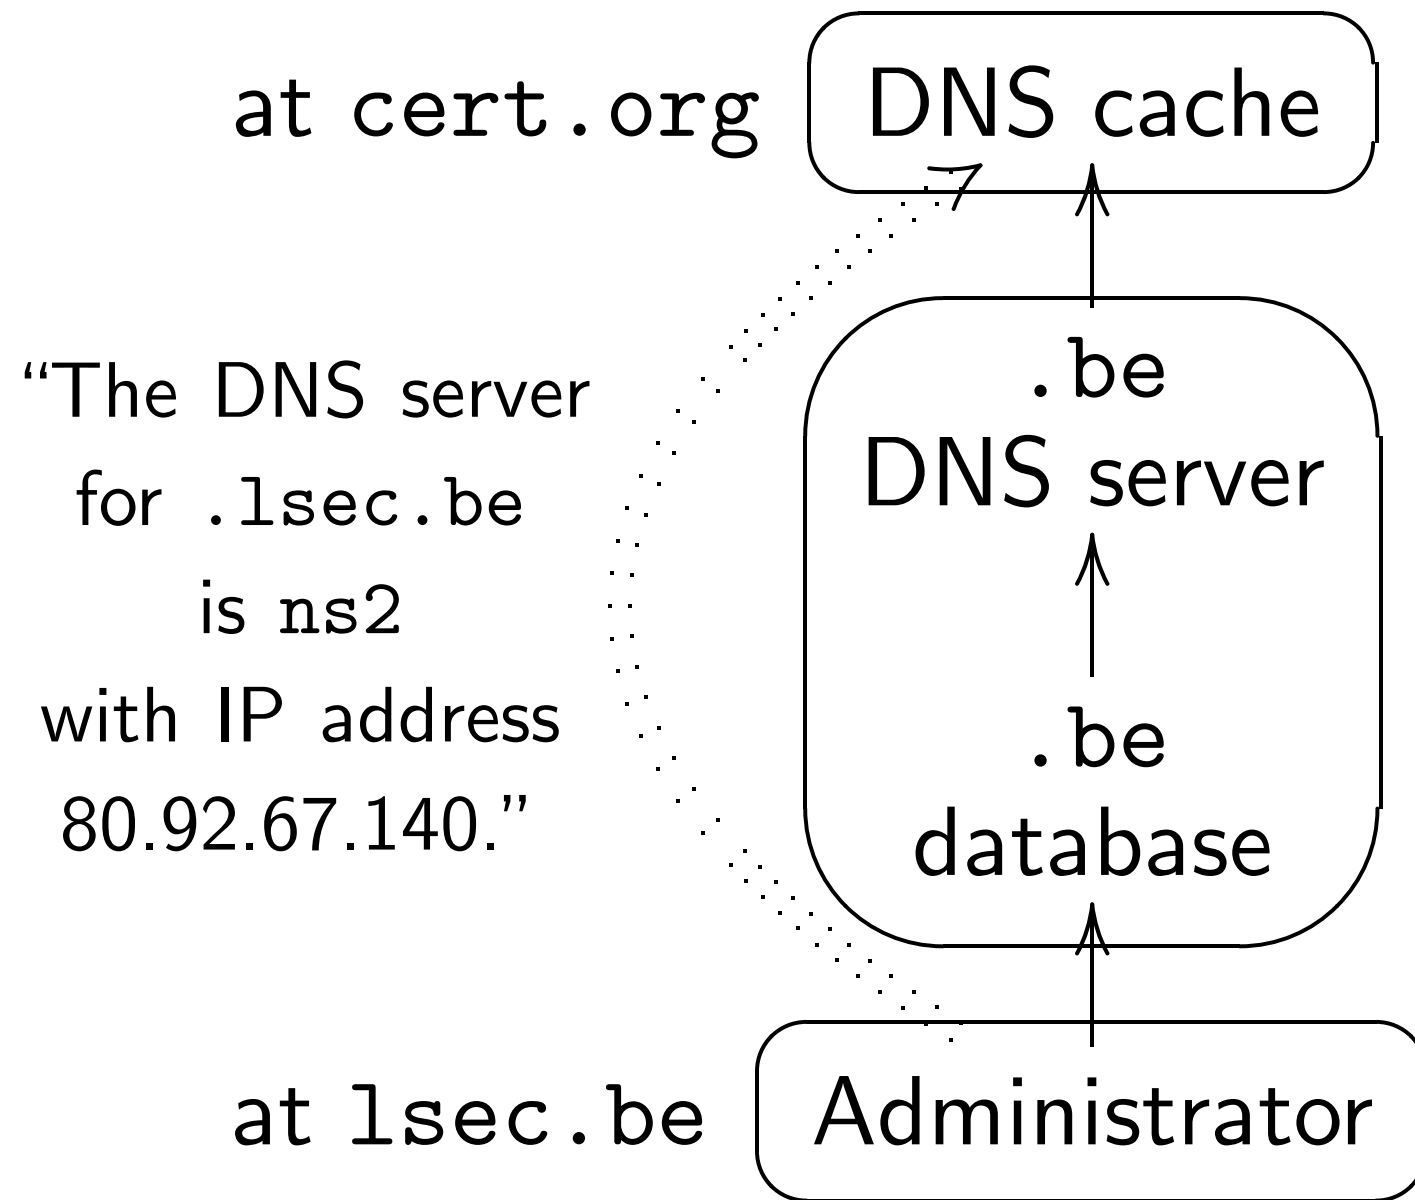 at cert.org DNS cache
“The DNS server
for .lsec.be
is ns2
with IP address
80.92.67.140.”
.be
DNS server
.be
database
at lsec.be Administrator